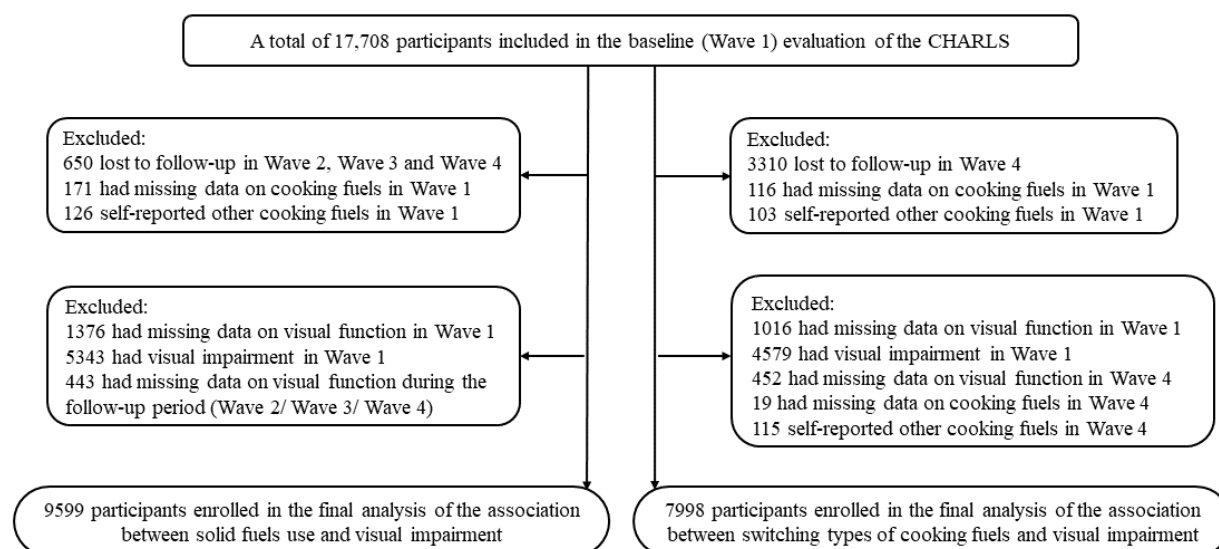 A total of 17,708 participants included in the baseline (Wave 1) evaluation of the CHARLS
Excluded:
650 lost to follow-up in Wave 2, Wave 3 and Wave 4
171 had missing data on cooking fuels in Wave 1
126 self-reported other cooking fuels in Wave 1
Excluded:
3310 lost to follow-up in Wave 4
116 had missing data on cooking fuels in Wave 1
103 self-reported other cooking fuels in Wave 1
Excluded:
1376 had missing data on visual function in Wave 1
5343 had visual impairment in Wave 1
443 had missing data on visual function during the
follow-up period (Wave 2/ Wave 3/ Wave 4)
Excluded:
1016 had missing data on visual function in Wave 1
4579 had visual impairment in Wave 1
452 had missing data on visual function in Wave 4
19 had missing data on cooking fuels in Wave 4
115 self-reported other cooking fuels in Wave 4
9599 participants enrolled in the final analysis of the association
between solid fuels use and visual impairment
7998 participants enrolled in the final analysis of the association
between switching types of cooking fuels and visual impairment